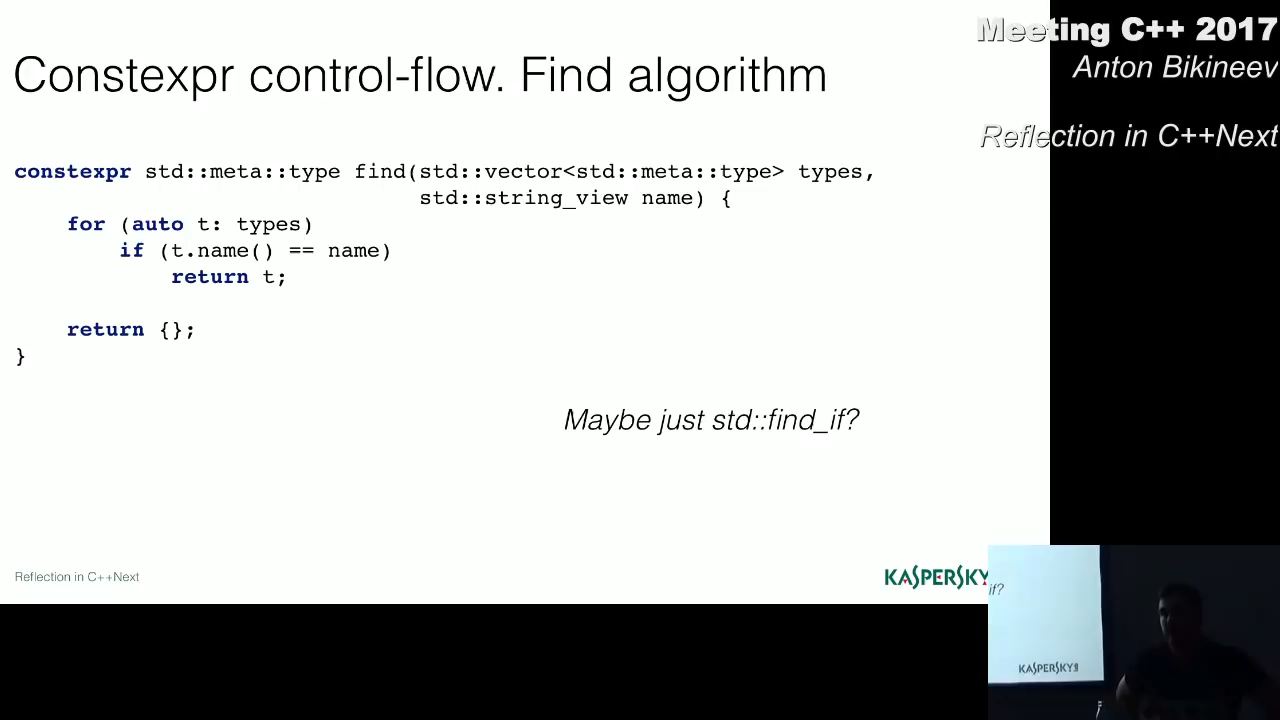 Meeting C++ 2017
Anton Bikineev
Reflection in C++Next
Constexpr control-flow. Find algorithm
constexpr std::meta::type find(std::vector<std::meta::type> types,
std::string_view name) {
for (auto t: types)
if (t.name() == name)
return t;
return {};
}
Maybe just std::find_if?
Reflection in C++Next
KASPERSKY
if?
KASPERSKY